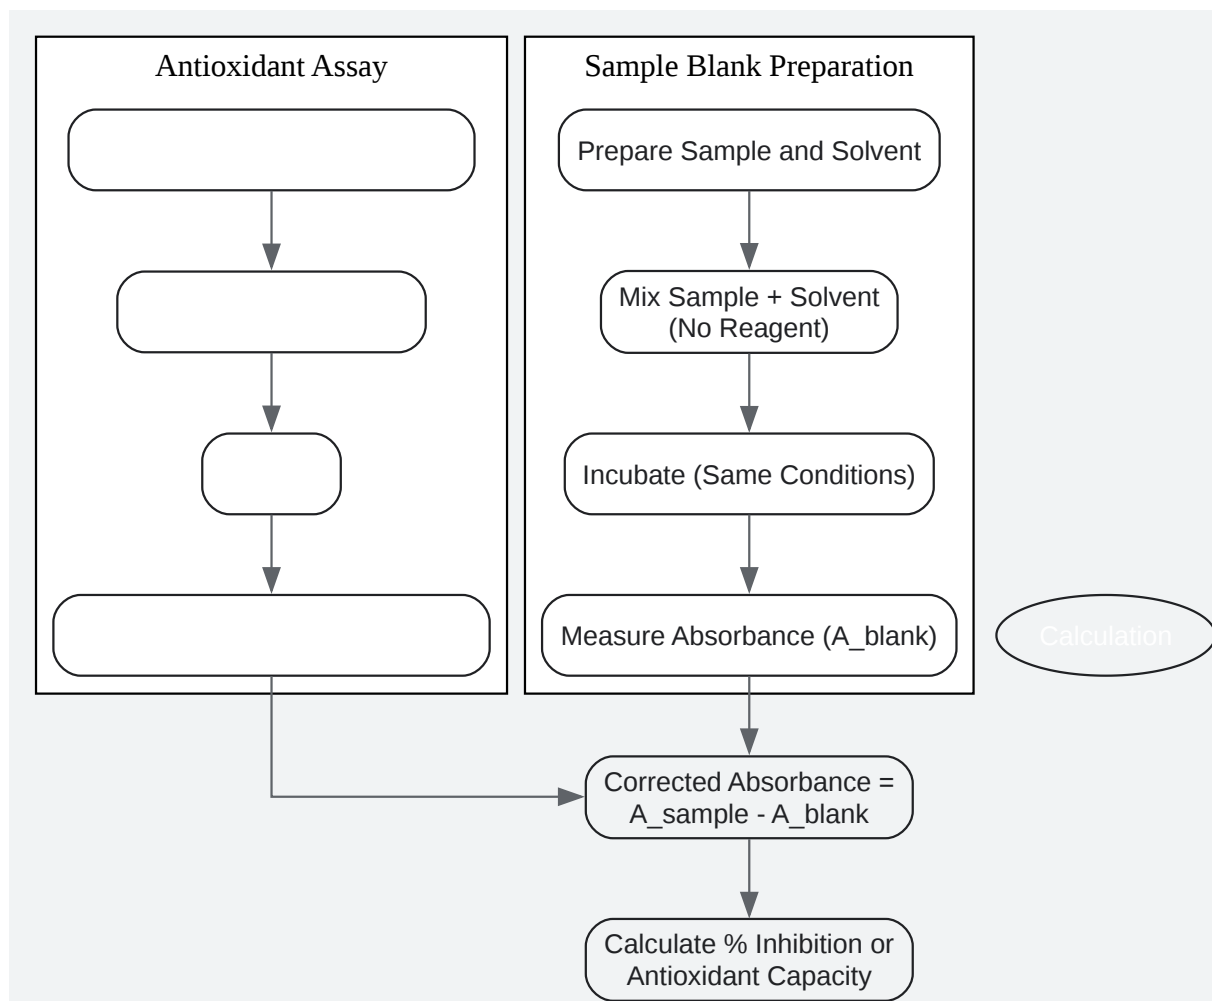 Antioxidant Assay
Sample Blank Preparation
Prepare Sample and Solvent
Mix Sample + Solvent
(No Reagent)
Incubate (Same Conditions)
Measure Absorbance (A_blank)
Calculation
Corrected Absorbance =
A_sample - A_blank
Calculate % Inhibition or
Antioxidant Capacity